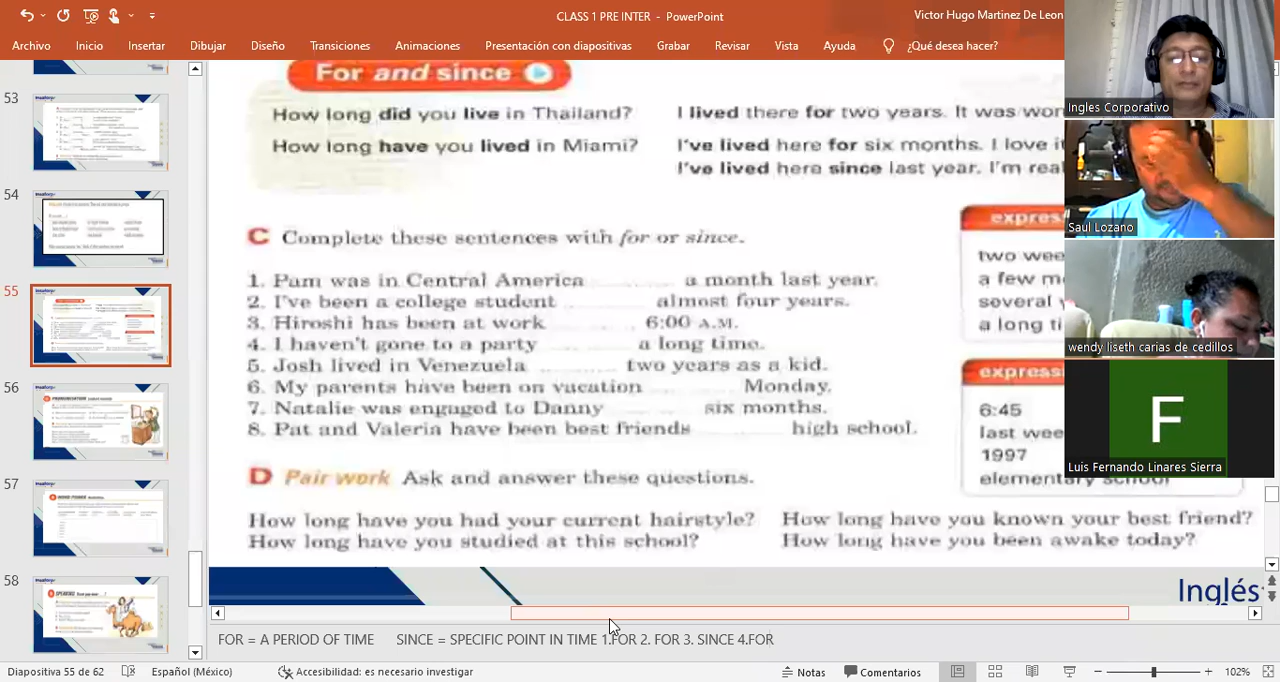 CLASS 1 PRE INTER - PowerPoint
Victor Hugo Martinez De Leon
Archivo Inicio Insertar Dibujar Diseño Transiciones Animaciones Presentación con diapositivas Grabar Revisar Vista Ayuda ¿Qué desea hacer?
53
54
55
56
57
58
For and since
How long did you live in Thailand? I lived there for two years. It was won
How long have you lived in Miami? I've lived here for six months. I love it
I've lived here since last year. I'm real
C Complete these sentences with for or since.
1. Pam was in Central America a month last year.
2. I've been a college student almost four years.
3. Hiroshi has been at work 6:00 A.M.
4. I haven't gone to a party a long time.
5. Josh lived in Venezuela two years as a kid.
6. My parents have been on vacation Monday.
7. Natalie was engaged to Danny six months.
8. Pat and Valeria have been best friends high school.
D Pair work Ask and answer these questions.
How long have you had your current hairstyle? How long have you known your best friend?
How long have you studied at this school? How long have you been awake today?
express
two wee
a few m
several y
a long ti
express
6:45
last wee
1997
elementary school
Inglés
Ingles Corporativo
Saul Lozano
wendy liseth carias de cedillos
F
Luis Fernando Linares Sierra
FOR = A PERIOD OF TIME SINCE = SPECIFIC POINT IN TIME 1.FOR 2. FOR 3. SINCE 4.FOR
Diapositiva 55 de 62 Español (México) Accesibilidad: es necesario investigar Notas Comentarios 102%